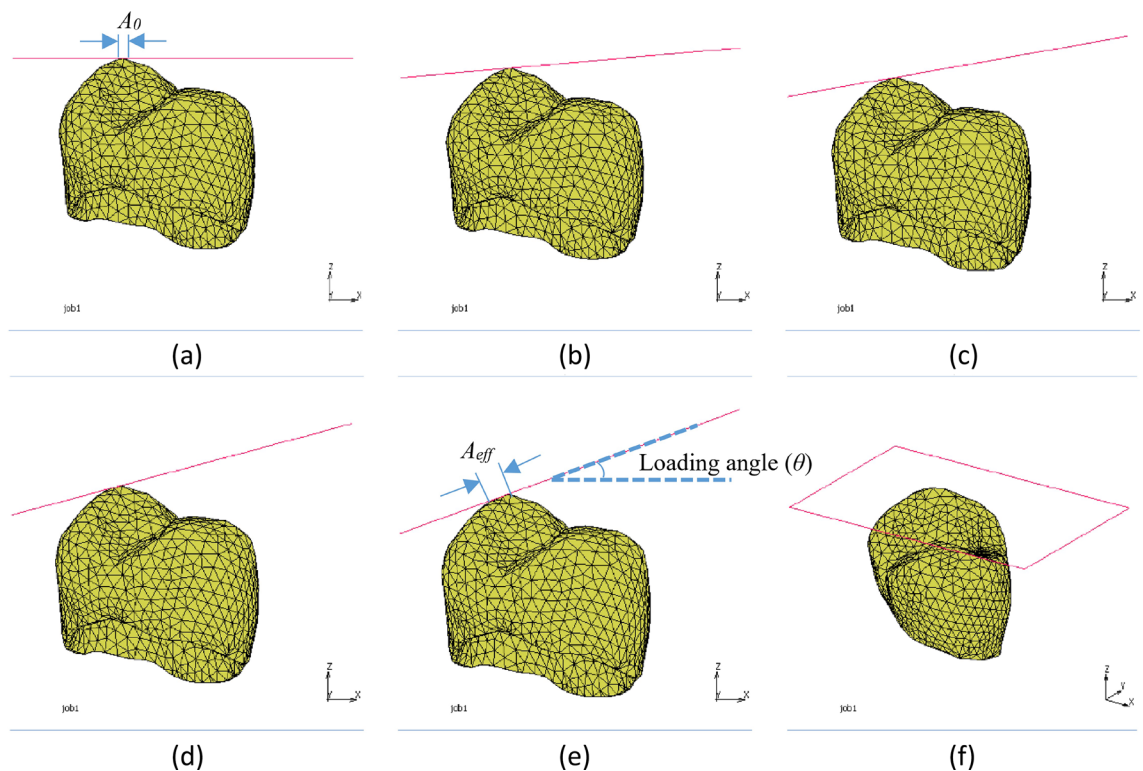 A0
Z
Y X
job1
(a)
Z
Y X
job1
(b)
Z
Y X
job1
(c)
Z
Y X
job1
(d)
Aeff
Loading angle (θ)
Z
Y X
job1
(e)
Z Y
X
job1
(f)